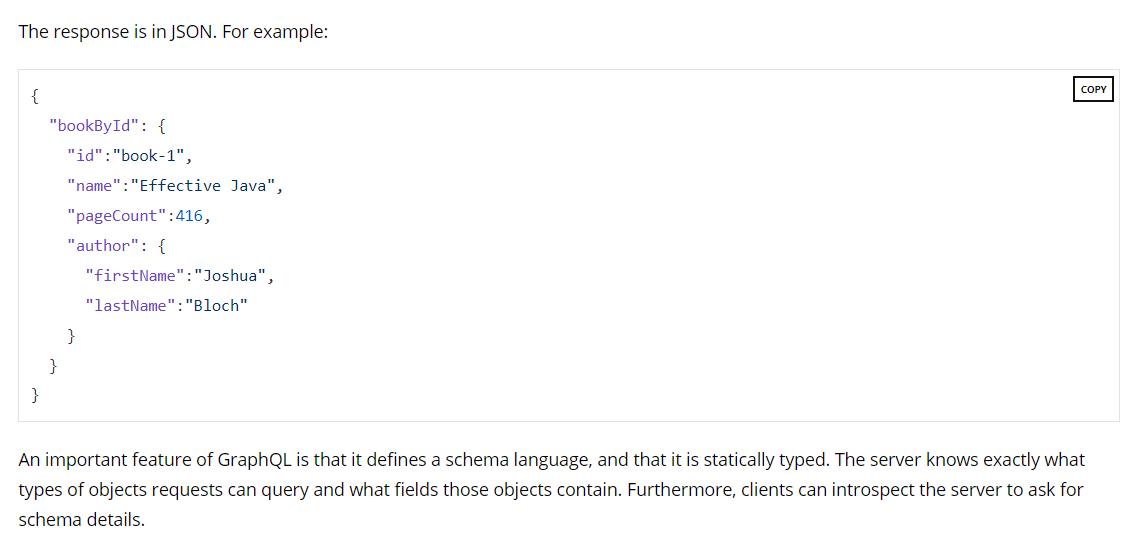 The response is in JSON. For example:
COPY
{
  "bookById": {
    "id":"book-1",
    "name":"Effective Java",
    "pageCount":416,
    "author": {
      "firstName":"Joshua",
      "lastName":"Bloch"
    }
  }
}
An important feature of GraphQL is that it defines a schema language, and that it is statically typed. The server knows exactly what
types of objects requests can query and what fields those objects contain. Furthermore, clients can introspect the server to ask for
schema details.